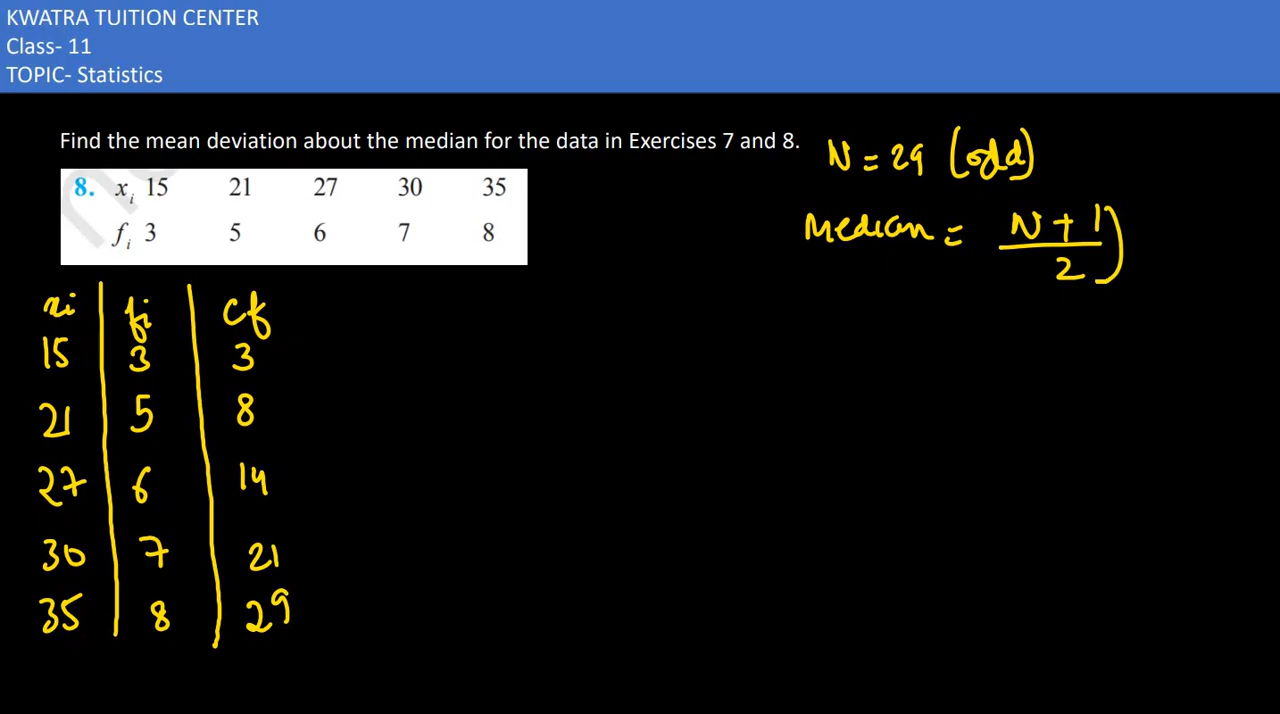 KWATRA TUITION CENTER
Class- 11
TOPIC- Statistics
Find the mean deviation about the median for the data in Exercises 7 and 8.
8. xᵢ 15 21 27 30 35
fᵢ 3 5 6 7 8
N = 29 (odd)
Median = N + 1 / 2 )
xi fi cf
15 3 3
21 5 8
27 6 14
30 7 21
35 8 29